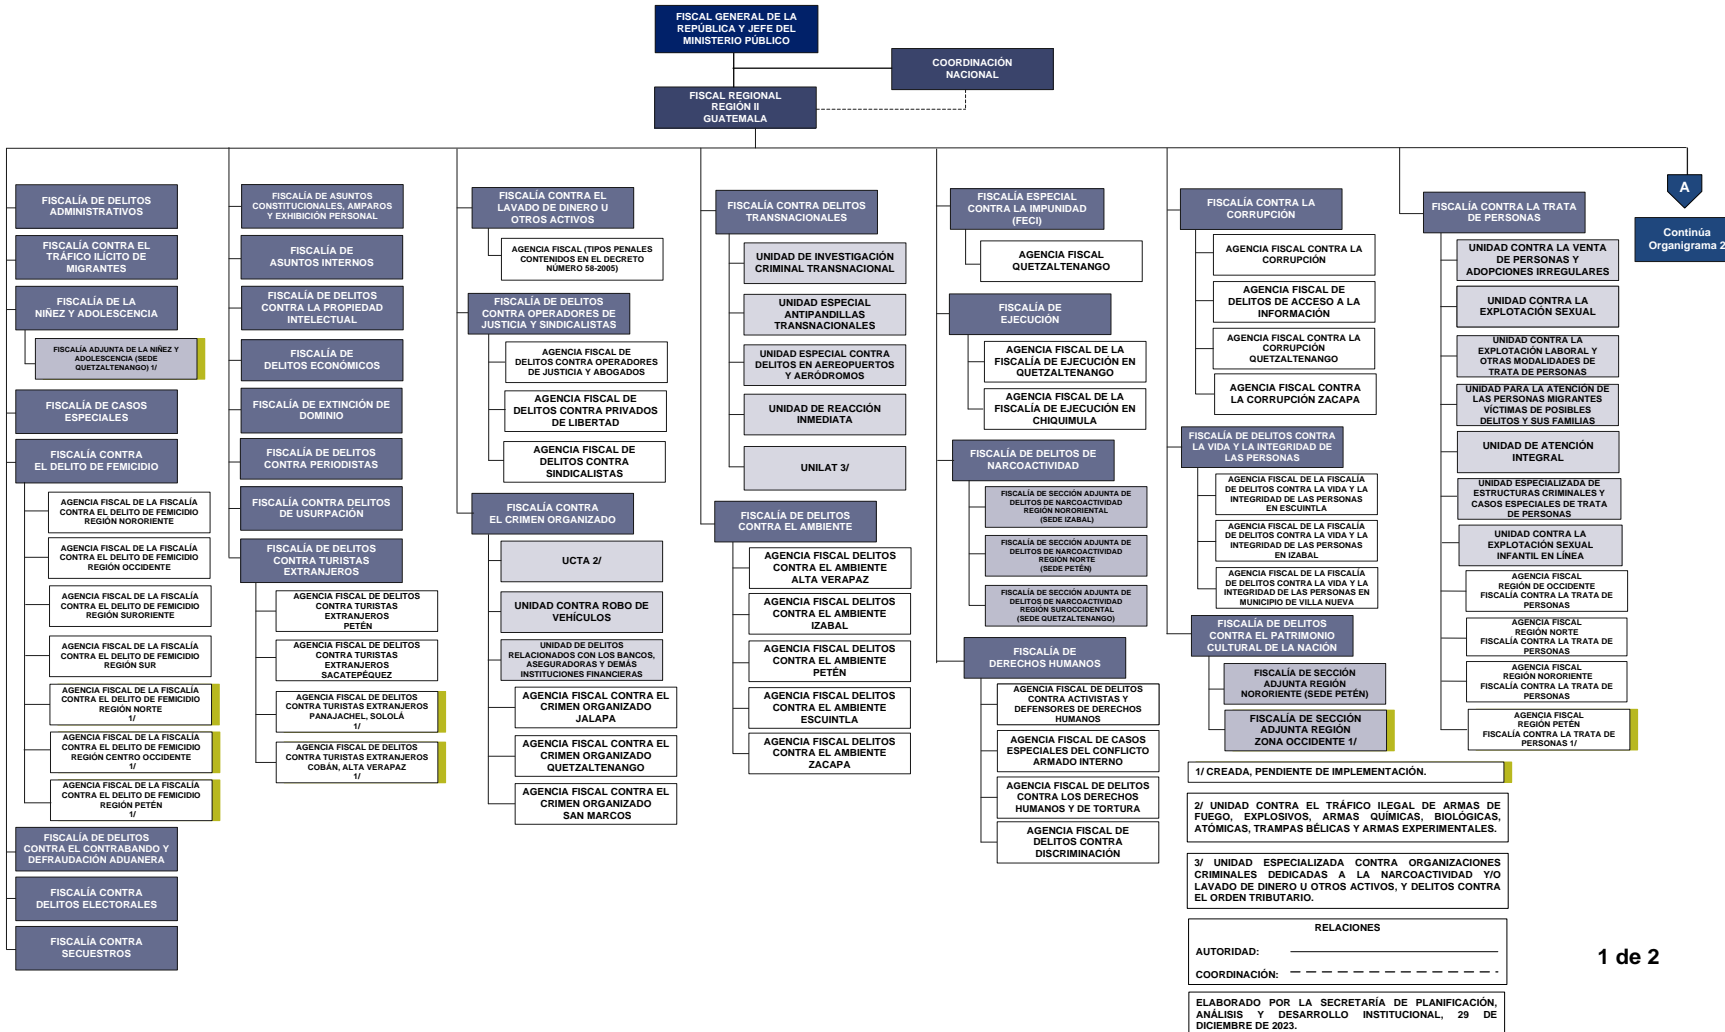 FISCAL GENERAL DE LA
REPÚBLICA Y JEFE DEL
MINISTERIO PÚBLICO
COORDINACIÓN
NACIONAL
FISCAL REGIONAL
REGIÓN II
GUATEMALA
FISCALÍA DE DELITOS
ADMINISTRATIVOS
FISCALÍA CONTRA EL
TRÁFICO ILÍCITO DE
MIGRANTES
FISCALÍA DE LA
NIÑEZ Y ADOLESCENCIA
FISCALÍA ADJUNTA DE LA NIÑEZ Y
ADOLESCENCIA (SEDE
QUETZALTENANGO) 1/
FISCALÍA DE CASOS
ESPECIALES
FISCALÍA CONTRA
EL DELITO DE FEMICIDIO
AGENCIA FISCAL DE LA FISCALÍA
CONTRA EL DELITO DE FEMICIDIO
REGIÓN NORORIENTE
AGENCIA FISCAL DE LA FISCALÍA
CONTRA EL DELITO DE FEMICIDIO
REGIÓN OCCIDENTE
AGENCIA FISCAL DE LA FISCALÍA
CONTRA EL DELITO DE FEMICIDIO
REGIÓN SURORIENTE
AGENCIA FISCAL DE LA FISCALÍA
CONTRA EL DELITO DE FEMICIDIO
REGIÓN SUR
AGENCIA FISCAL DE LA FISCALÍA
CONTRA EL DELITO DE FEMICIDIO
REGIÓN NORTE
1/
AGENCIA FISCAL DE LA FISCALÍA
CONTRA EL DELITO DE FEMICIDIO
REGIÓN CENTRO OCCIDENTE
1/
AGENCIA FISCAL DE LA FISCALÍA
CONTRA EL DELITO DE FEMICIDIO
REGIÓN PETÉN
1/
FISCALÍA DE DELITOS
CONTRA EL CONTRABANDO Y
DEFRAUDACIÓN ADUANERA
FISCALÍA CONTRA
DELITOS ELECTORALES
FISCALÍA CONTRA
SECUESTROS
FISCALÍA DE ASUNTOS
CONSTITUCIONALES, AMPAROS
Y EXHIBICIÓN PERSONAL
FISCALÍA DE
ASUNTOS INTERNOS
FISCALÍA DE DELITOS
CONTRA LA PROPIEDAD
INTELECTUAL
FISCALÍA DE
DELITOS ECONÓMICOS
FISCALÍA DE EXTINCIÓN DE
DOMINIO
FISCALÍA DE DELITOS
CONTRA PERIODISTAS
FISCALÍA CONTRA DELITOS
DE USURPACIÓN
FISCALÍA DE DELITOS
CONTRA TURISTAS
EXTRANJEROS
AGENCIA FISCAL DE DELITOS
CONTRA TURISTAS
EXTRANJEROS
PETÉN
AGENCIA FISCAL DE DELITOS
CONTRA TURISTAS
EXTRANJEROS
SACATEPÉQUEZ
AGENCIA FISCAL DE DELITOS
CONTRA TURISTAS EXTRANJEROS
PANAJACHEL, SOLOLÁ
1/
AGENCIA FISCAL DE DELITOS
CONTRA TURISTAS EXTRANJEROS
COBÁN, ALTA VERAPAZ
1/
FISCALÍA CONTRA EL
LAVADO DE DINERO U
OTROS ACTIVOS
AGENCIA FISCAL (TIPOS PENALES
CONTENIDOS EN EL DECRETO
NÚMERO 58-2005)
FISCALÍA DE DELITOS
CONTRA OPERADORES DE
JUSTICIA Y SINDICALISTAS
AGENCIA FISCAL DE
DELITOS CONTRA OPERADORES
DE JUSTICIA Y ABOGADOS
AGENCIA FISCAL DE
DELITOS CONTRA PRIVADOS
DE LIBERTAD
AGENCIA FISCAL DE
DELITOS CONTRA
SINDICALISTAS
FISCALÍA CONTRA
EL CRIMEN ORGANIZADO
UCTA 2/
UNIDAD CONTRA ROBO DE
VEHÍCULOS
UNIDAD DE DELITOS
RELACIONADOS CON LOS BANCOS,
ASEGURADORAS Y DEMÁS
INSTITUCIONES FINANCIERAS
AGENCIA FISCAL CONTRA EL
CRIMEN ORGANIZADO
JALAPA
AGENCIA FISCAL CONTRA EL
CRIMEN ORGANIZADO
QUETZALTENANGO
AGENCIA FISCAL CONTRA EL
CRIMEN ORGANIZADO
SAN MARCOS
FISCALÍA CONTRA DELITOS
TRANSNACIONALES
UNIDAD DE INVESTIGACIÓN
CRIMINAL TRANSNACIONAL
UNIDAD ESPECIAL
ANTIPANDILLAS
TRANSNACIONALES
UNIDAD ESPECIAL CONTRA
DELITOS EN AEREOPUERTOS
Y AERÓDROMOS
UNIDAD DE REACCIÓN
INMEDIATA
UNILAT 3/
FISCALÍA DE DELITOS
CONTRA EL AMBIENTE
AGENCIA FISCAL DELITOS
CONTRA EL AMBIENTE
ALTA VERAPAZ
AGENCIA FISCAL DELITOS
CONTRA EL AMBIENTE
IZABAL
AGENCIA FISCAL DELITOS
CONTRA EL AMBIENTE
PETÉN
AGENCIA FISCAL DELITOS
CONTRA EL AMBIENTE
ESCUINTLA
AGENCIA FISCAL DELITOS
CONTRA EL AMBIENTE
ZACAPA
FISCALÍA ESPECIAL
CONTRA LA IMPUNIDAD
(FECI)
AGENCIA FISCAL
QUETZALTENANGO
FISCALÍA DE
EJECUCIÓN
AGENCIA FISCAL DE LA
FISCALÍA DE EJECUCIÓN EN
QUETZALTENANGO
AGENCIA FISCAL DE LA
FISCALÍA DE EJECUCIÓN EN
CHIQUIMULA
FISCALÍA DE DELITOS DE
NARCOACTIVIDAD
FISCALÍA DE SECCIÓN ADJUNTA DE
DELITOS DE NARCOACTIVIDAD
REGIÓN NORORIENTAL
(SEDE IZABAL)
FISCALÍA DE SECCIÓN ADJUNTA DE
DELITOS DE NARCOACTIVIDAD
REGIÓN NORTE
(SEDE PETÉN)
FISCALÍA DE SECCIÓN ADJUNTA DE
DELITOS DE NARCOACTIVIDAD
REGIÓN SUROCCIDENTAL
(SEDE QUETZALTENANGO)
FISCALÍA DE
DERECHOS HUMANOS
AGENCIA FISCAL DE DELITOS
CONTRA ACTIVISTAS Y
DEFENSORES DE DERECHOS
HUMANOS
AGENCIA FISCAL DE CASOS
ESPECIALES DEL CONFLICTO
ARMADO INTERNO
AGENCIA FISCAL DE DELITOS
CONTRA LOS DERECHOS
HUMANOS Y DE TORTURA
AGENCIA FISCAL DE
DELITOS CONTRA
DISCRIMINACIÓN
FISCALÍA CONTRA LA
CORRUPCIÓN
AGENCIA FISCAL CONTRA LA
CORRUPCIÓN
AGENCIA FISCAL DE
DELITOS DE ACCESO A LA
INFORMACIÓN
AGENCIA FISCAL CONTRA LA
CORRUPCIÓN
QUETZALTENANGO
AGENCIA FISCAL CONTRA
LA CORRUPCIÓN ZACAPA
FISCALÍA DE DELITOS CONTRA
LA VIDA Y LA INTEGRIDAD DE
LAS PERSONAS
AGENCIA FISCAL DE LA FISCALÍA
DE DELITOS CONTRA LA VIDA Y LA
INTEGRIDAD DE LAS PERSONAS
EN ESCUINTLA
AGENCIA FISCAL DE LA FISCALÍA
DE DELITOS CONTRA LA VIDA Y LA
INTEGRIDAD DE LAS PERSONAS
EN IZABAL
AGENCIA FISCAL DE LA FISCALÍA
DE DELITOS CONTRA LA VIDA Y LA
INTEGRIDAD DE LAS PERSONAS EN
MUNICIPIO DE VILLA NUEVA
FISCALÍA DE DELITOS
CONTRA EL PATRIMONIO
CULTURAL DE LA NACIÓN
FISCALÍA DE SECCIÓN
ADJUNTA REGIÓN
NORORIENTE (SEDE PETÉN)
FISCALÍA DE SECCIÓN
ADJUNTA REGIÓN
ZONA OCCIDENTE 1/
FISCALÍA CONTRA LA TRATA
DE PERSONAS
UNIDAD CONTRA LA VENTA
DE PERSONAS Y
ADOPCIONES IRREGULARES
UNIDAD CONTRA LA
EXPLOTACIÓN SEXUAL
UNIDAD CONTRA LA
EXPLOTACIÓN LABORAL Y
OTRAS MODALIDADES DE
TRATA DE PERSONAS
UNIDAD PARA LA ATENCIÓN DE
LAS PERSONAS MIGRANTES
VÍCTIMAS DE POSIBLES
DELITOS Y SUS FAMILIAS
UNIDAD DE ATENCIÓN
INTEGRAL
UNIDAD ESPECIALIZADA DE
ESTRUCTURAS CRIMINALES Y
CASOS ESPECIALES DE TRATA
DE PERSONAS
UNIDAD CONTRA LA
EXPLOTACIÓN SEXUAL
INFANTIL EN LÍNEA
AGENCIA FISCAL
REGIÓN DE OCCIDENTE
FISCALÍA CONTRA LA TRATA DE
PERSONAS
AGENCIA FISCAL
REGIÓN NORTE
FISCALÍA CONTRA LA TRATA DE
PERSONAS
AGENCIA FISCAL
REGIÓN NORORIENTE
FISCALÍA CONTRA LA TRATA DE
PERSONAS
AGENCIA FISCAL
REGIÓN PETÉN
FISCALÍA CONTRA LA TRATA DE
PERSONAS 1/
A
Continúa
Organigrama 2
1/ CREADA, PENDIENTE DE IMPLEMENTACIÓN.
2/ UNIDAD CONTRA EL TRÁFICO ILEGAL DE ARMAS DE
FUEGO, EXPLOSIVOS, ARMAS QUÍMICAS, BIOLÓGICAS,
ATÓMICAS, TRAMPAS BÉLICAS Y ARMAS EXPERIMENTALES.
3/ UNIDAD ESPECIALIZADA CONTRA ORGANIZACIONES
CRIMINALES DEDICADAS A LA NARCOACTIVIDAD Y/O
LAVADO DE DINERO U OTROS ACTIVOS, Y DELITOS CONTRA
EL ORDEN TRIBUTARIO.
RELACIONES
AUTORIDAD:
COORDINACIÓN:
ELABORADO POR LA SECRETARÍA DE PLANIFICACIÓN,
ANÁLISIS Y DESARROLLO INSTITUCIONAL, 29 DE
DICIEMBRE DE 2023.
1 de 2